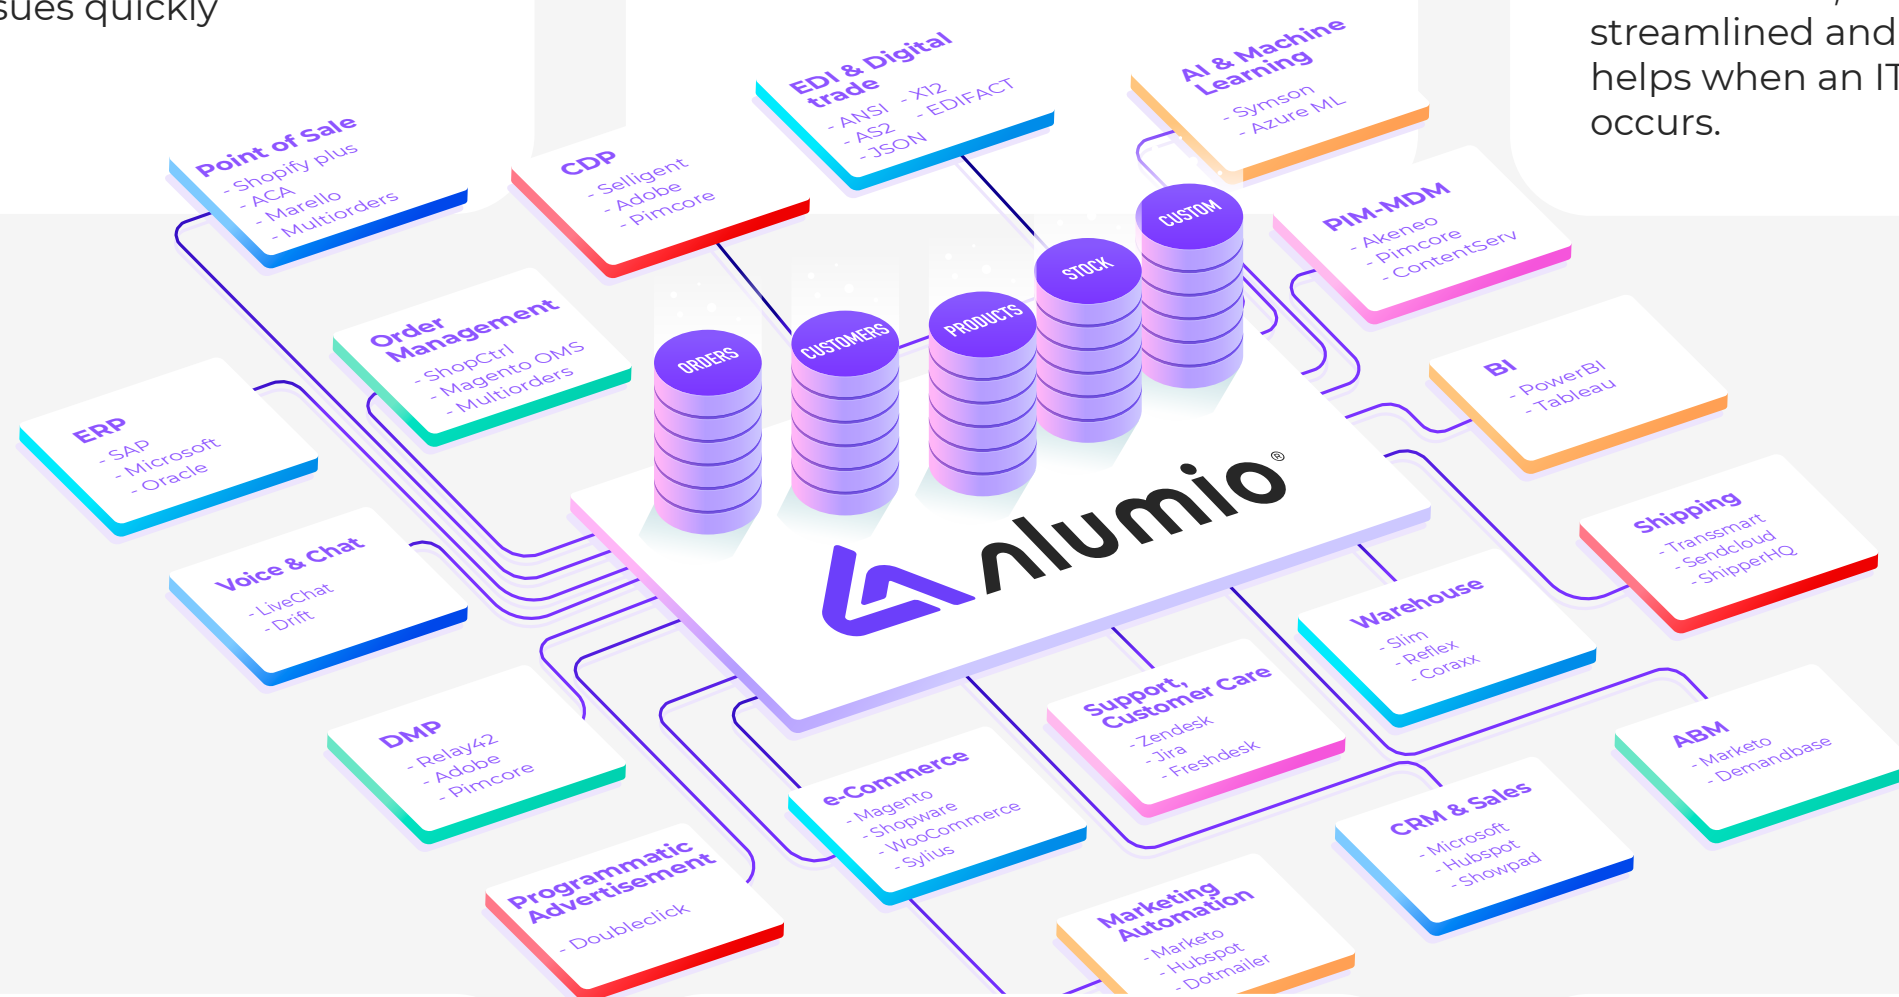 sues quickly
streamlined and
helps when an IT
occurs.
EDI & Digital
trade
- ANSI - X12
- AS2 - EDIFACT
- JSON
AI & Machine
Learning
- Symson
- Azure ML
Point of Sale
- Shopify plus
- ACA
- Marello
- Multiorders
CDP
- Selligent
- Adobe
- Pimcore
PIM-MDM
- Akeneo
- Pimcore
- ContentServ
Order
Management
- ShopCtrl
- Magento OMS
- Multiorders
ORDERS
CUSTOMERS
PRODUCTS
STOCK
CUSTOM
BI
- PowerBI
- Tableau
ERP
- SAP
- Microsoft
- Oracle
Alumio®
Shipping
- Transsmart
- Sendcloud
- ShipperHQ
Voice & Chat
- LiveChat
- Drift
Warehouse
- Slim
- Reflex
- Coraxx
Support,
Customer Care
- Zendesk
- Jira
- Freshdesk
DMP
- Relay42
- Adobe
- Pimcore
ABM
- Marketo
- Demandbase
e-Commerce
- Magento
- Shopware
- WooCommerce
- Sylius
CRM & Sales
- Microsoft
- Hubspot
- Showpad
Programmatic
Advertisement
- Doubleclick
Marketing
Automation
- Marketo
- Hubspot
- Dotmailer